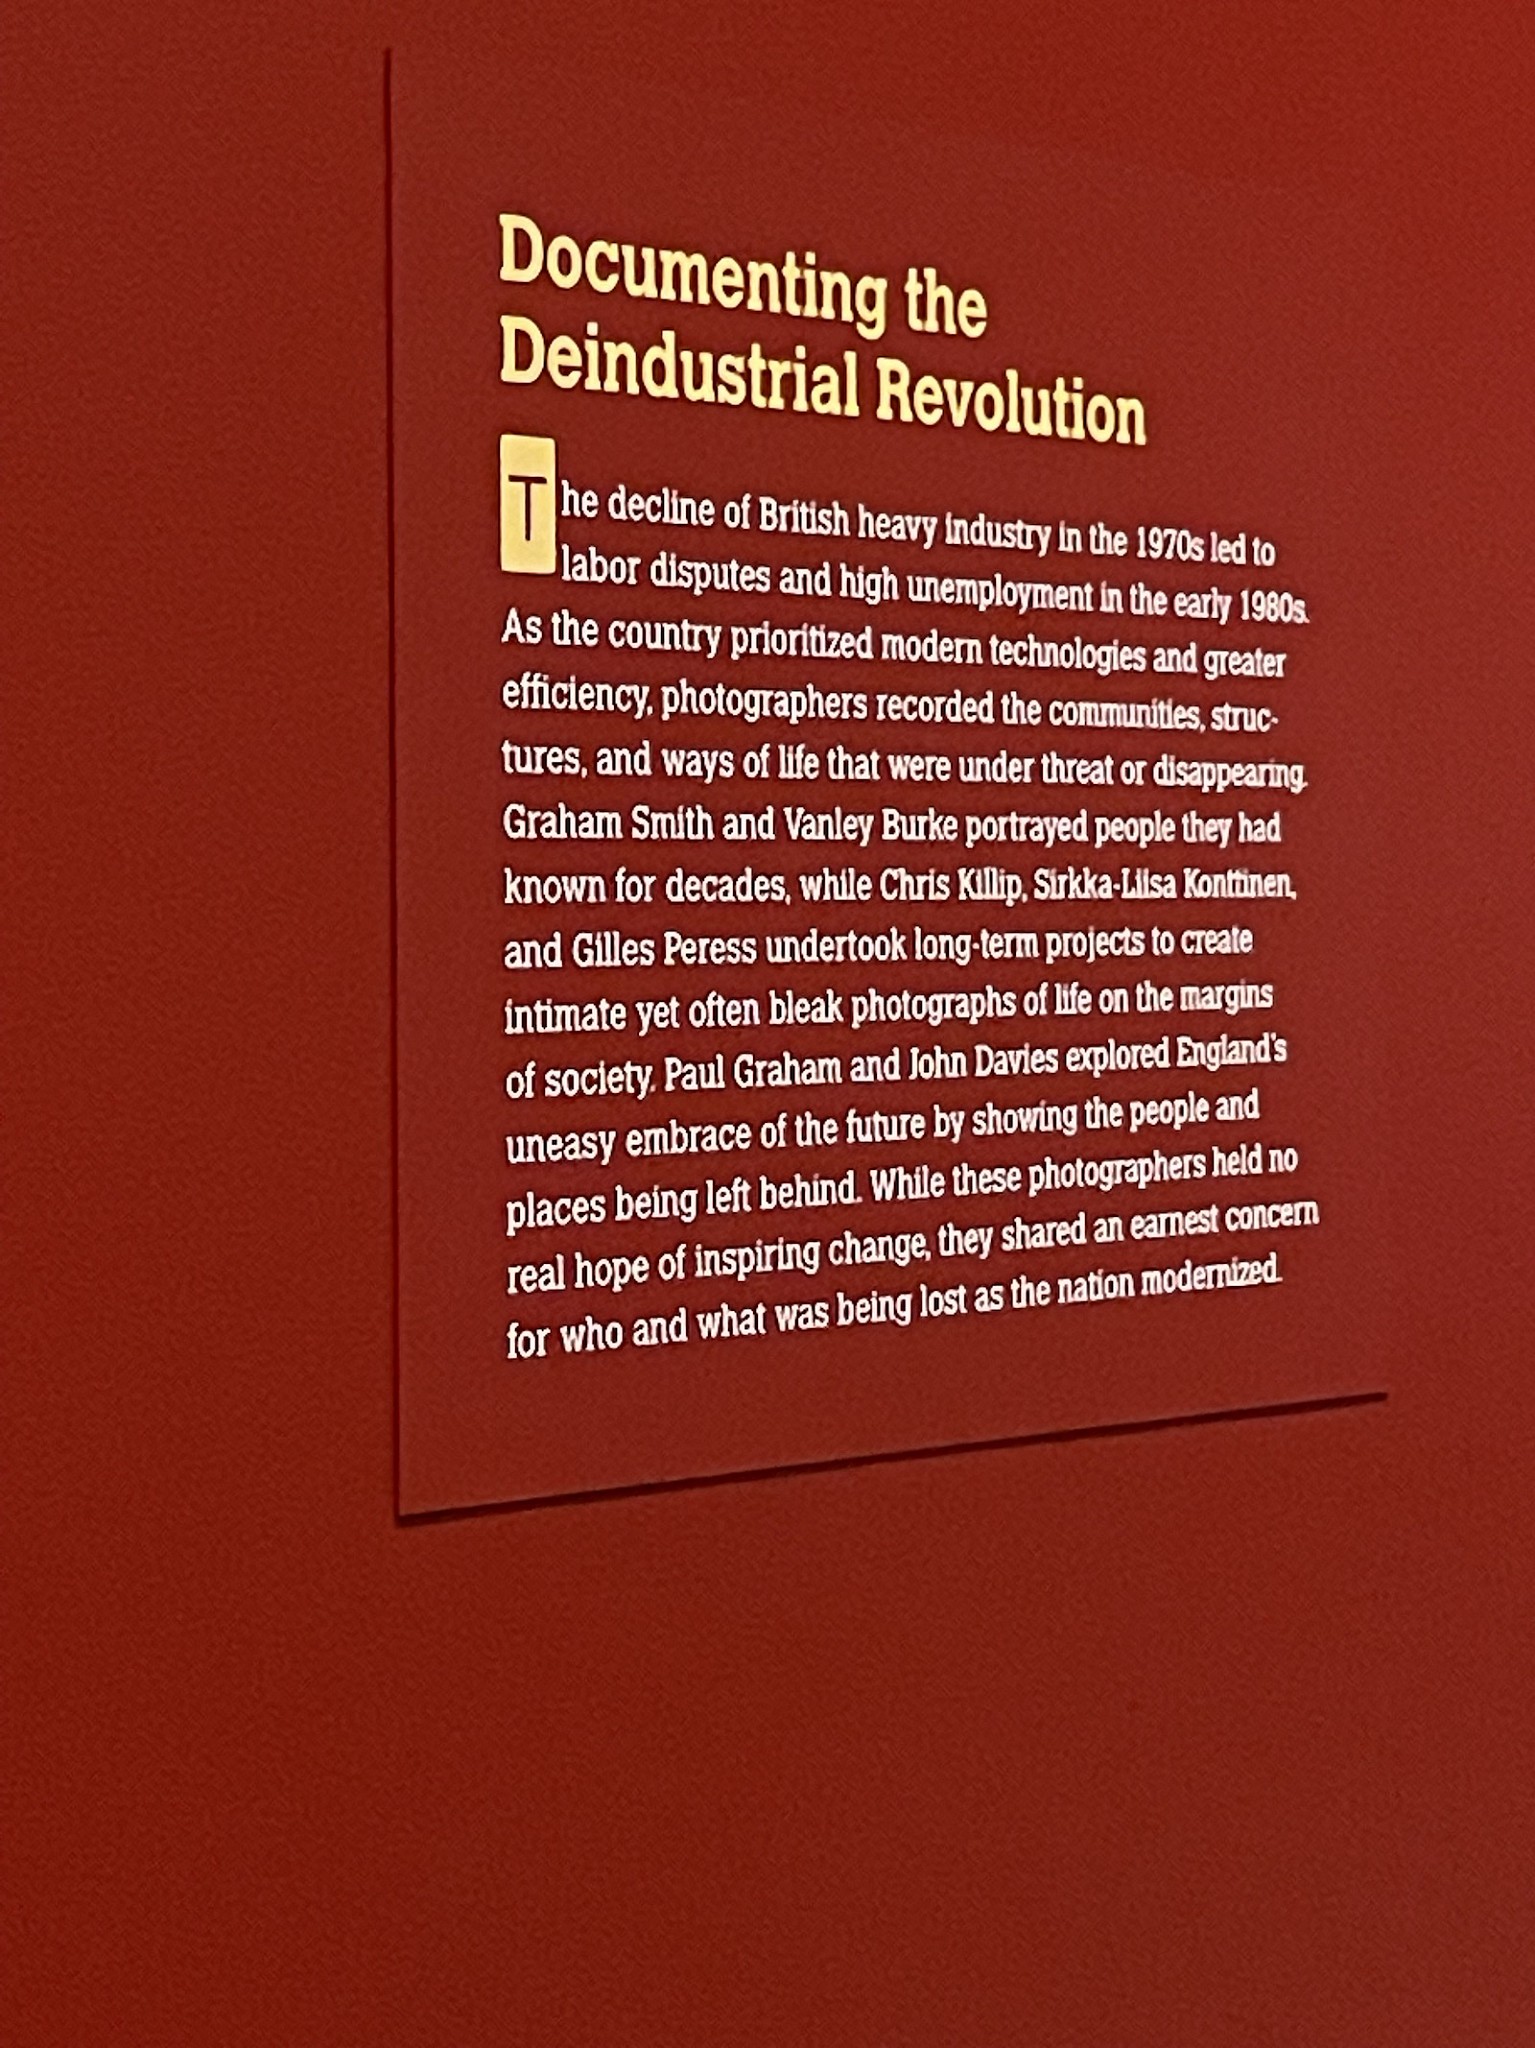 Documenting the
Deindustrial Revolution
The decline of British heavy industry in the 1970s led to
labor disputes and high unemployment in the early 1980s.
As the country prioritized modern technologies and greater
efficiency, photographers recorded the communities, struc-
tures, and ways of life that were under threat or disappearing.
Graham Smith and Vanley Burke portrayed people they had
known for decades, while Chris Killip, Sirkka-Liisa Konttinen,
and Gilles Peress undertook long-term projects to create
intimate yet often bleak photographs of life on the margins
of society. Paul Graham and John Davies explored England's
uneasy embrace of the future by showing the people and
places being left behind. While these photographers held no
real hope of inspiring change, they shared an earnest concern
for who and what was being lost as the nation modernized.